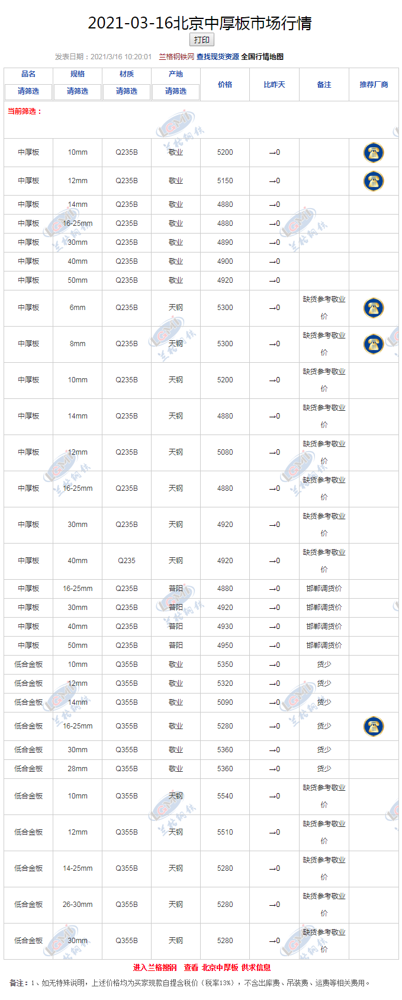 2021-03-16北京中厚板市场行情
打印
发表日期：2021/3/16 10:20:01 兰格钢铁网 查找现货资源 全国行情地图
品名 规格 材质 产地 价格 比昨天 备注 推荐厂商
请筛选 请筛选 请筛选 请筛选
当前筛选：
中厚板 10mm Q235B 敬业 5200 →0
中厚板 12mm Q235B 敬业 5150 →0
中厚板 14mm Q235B 敬业 4880 →0
中厚板 16-25mm Q235B 敬业 4880 →0
中厚板 30mm Q235B 敬业 4890 →0
中厚板 40mm Q235B 敬业 4900 →0
中厚板 50mm Q235B 敬业 4920 →0
中厚板 6mm Q235B 天钢 5300 →0 缺货参考敬业价
中厚板 8mm Q235B 天钢 5300 →0 缺货参考敬业价
中厚板 10mm Q235B 天钢 5200 →0 缺货参考敬业价
中厚板 14mm Q235B 天钢 4880 →0 缺货参考敬业价
中厚板 12mm Q235B 天钢 5080 →0 缺货参考敬业价
中厚板 16-25mm Q235B 天钢 4880 →0 缺货参考敬业价
中厚板 30mm Q235B 天钢 4920 →0 缺货参考敬业价
中厚板 40mm Q235 天钢 4920 →0 缺货参考敬业价
中厚板 16-25mm Q235B 普阳 4880 →0 邯郸调货价
中厚板 30mm Q235B 普阳 4920 →0 邯郸调货价
中厚板 40mm Q235B 普阳 4930 →0 邯郸调货价
中厚板 50mm Q235B 普阳 4950 →0 邯郸调货价
低合金板 10mm Q355B 敬业 5350 →0 货少
低合金板 12mm Q355B 敬业 5320 →0 货少
低合金板 14mm Q355B 敬业 5090 →0 货少
低合金板 16-25mm Q355B 敬业 5280 →0 货少
低合金板 30mm Q355B 敬业 5360 →0 货少
低合金板 28mm Q355B 敬业 5360 →0 货少
低合金板 10mm Q355B 天钢 5540 →0 缺货参考敬业价
低合金板 12mm Q355B 天钢 5510 →0 缺货参考敬业价
低合金板 14-25mm Q355B 天钢 5280 →0 缺货参考敬业价
低合金板 26-30mm Q355B 天钢 5280 →0 缺货参考敬业价
低合金板 30mm Q355B 天钢 5280 →0 缺货参考敬业价
进入兰格搜钢 查看 北京中厚板 供求信息
备注：1、如无特殊说明，上述价格均为买家现款自提含税价（税率13%），不含出库费、吊装费、运费等相关费用。